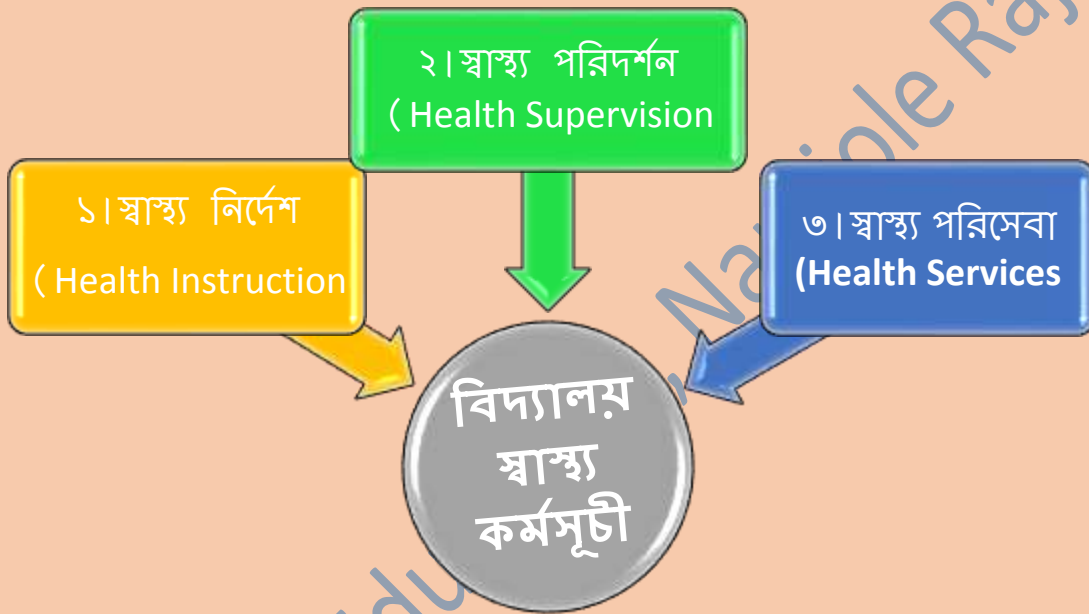 ২। স্বাস্থ্য পরিদর্শন
( Health Supervision
১। স্বাস্থ্য নির্দেশ
( Health Instruction
৩। স্বাস্থ্য পরিসেবা
(Health Services
বিদ্যালয়
স্বাস্থ্য
কর্মসূচী